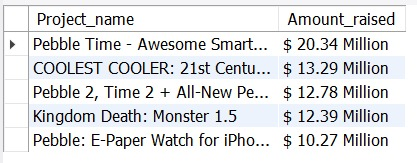 Project_name Amount_raised
Pebble Time - Awesome Smart... $ 20.34 Million
COOLEST COOLER: 21st Centu... $ 13.29 Million
Pebble 2, Time 2 + All-New Pe... $ 12.78 Million
Kingdom Death: Monster 1.5 $ 12.39 Million
Pebble: E-Paper Watch for iPho... $ 10.27 Million